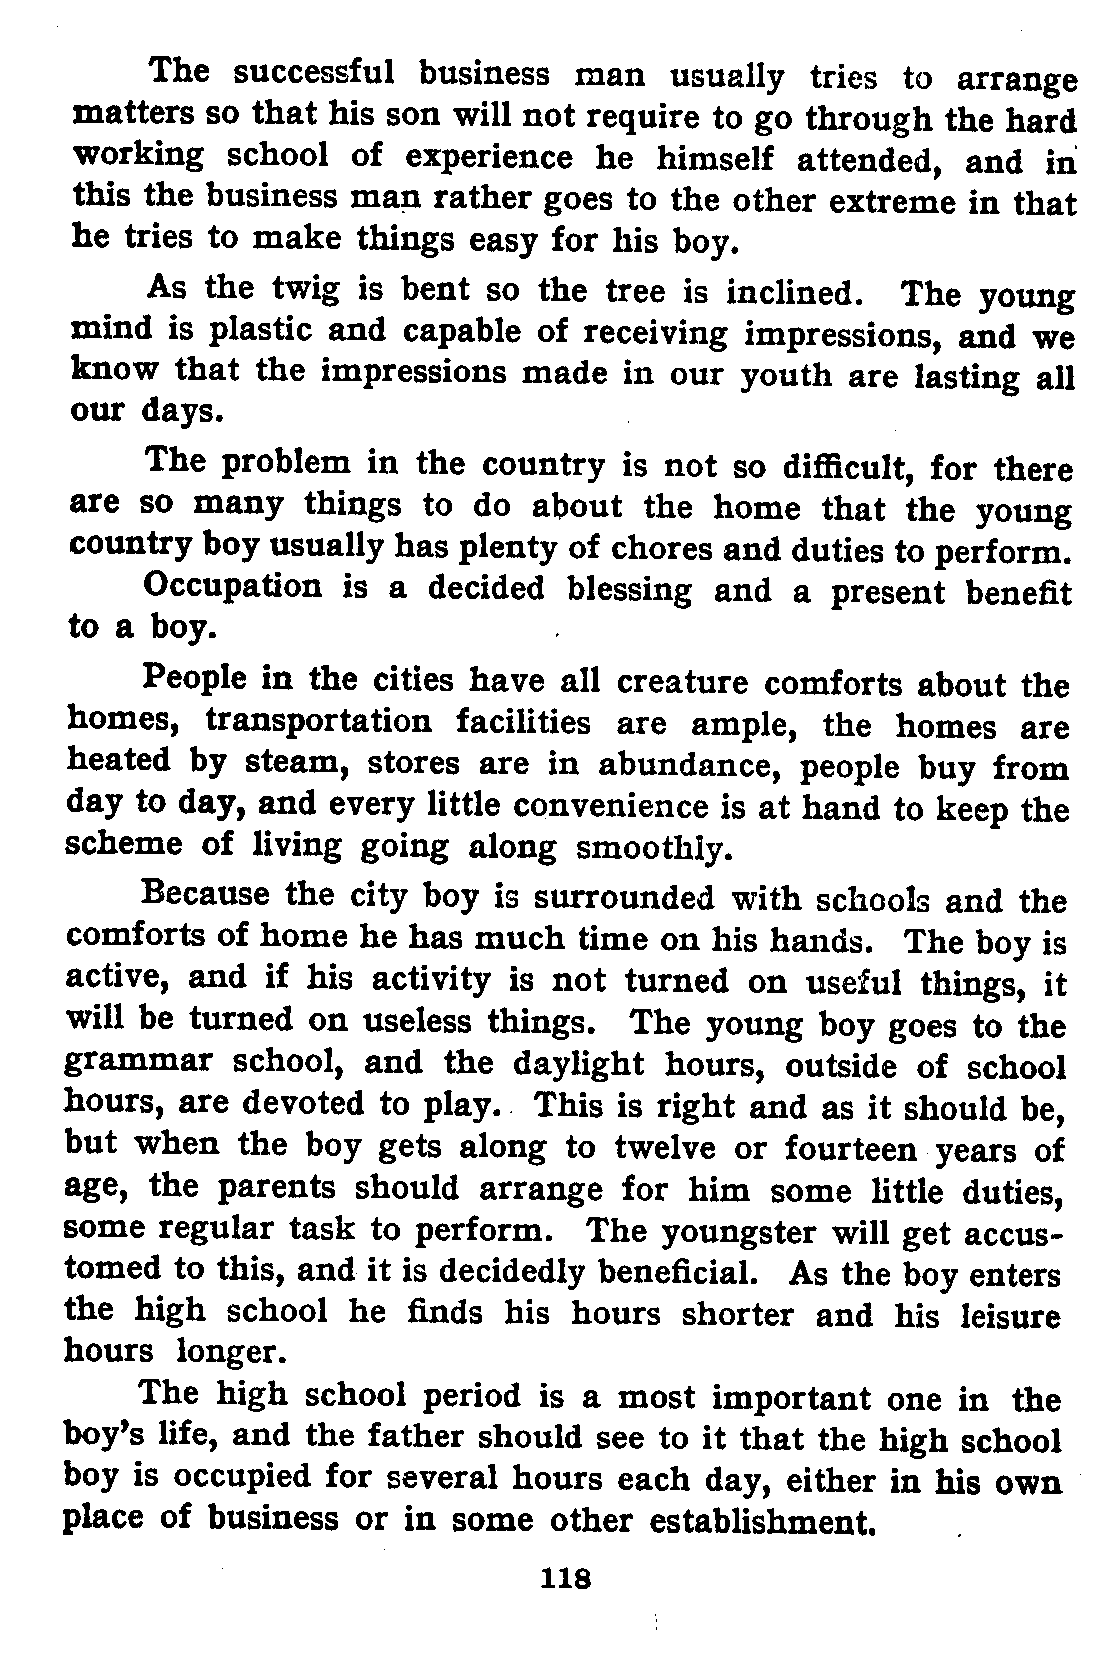 The successful business man usually tries to arrange
matters so that his son will not require to go through the hard
working school of experience he himself attended, and in
this the business man rather goes to the other extreme in that
he tries to make things easy for his boy.
As the twig is bent so the tree is inclined. The young
mind is plastic and capable of receiving impressions, and we
know that the impressions made in our youth are lasting all
our days.
The problem in the country is not so difficult, for there
are so many things to do about the home that the young
country boy usually has plenty of chores and duties to perform.
Occupation is a decided blessing and a present benefit
to a boy.
People in the cities have all creature comforts about the
homes, transportation facilities are ample, the homes are
heated by steam, stores are in abundance, people buy from
day to day, and every little convenience is at hand to keep the
scheme of living going along smoothly.
Because the city boy is surrounded with schools and the
comforts of home he has much time on his hands. The boy is
active, and if his activity is not turned on useful things, it
will be turned on useless things. The young boy goes to the
grammar school, and the daylight hours, outside of school
hours, are devoted to play. This is right and as it should be,
but when the boy gets along to twelve or fourteen years of
age, the parents should arrange for him some little duties,
some regular task to perform. The youngster will get accus-
tomed to this, and it is decidedly beneficial. As the boy enters
the high school he finds his hours shorter and his leisure
hours longer.
The high school period is a most important one in the
boy's life, and the father should see to it that the high school
boy is occupied for several hours each day, either in his own
place of business or in some other establishment.
118